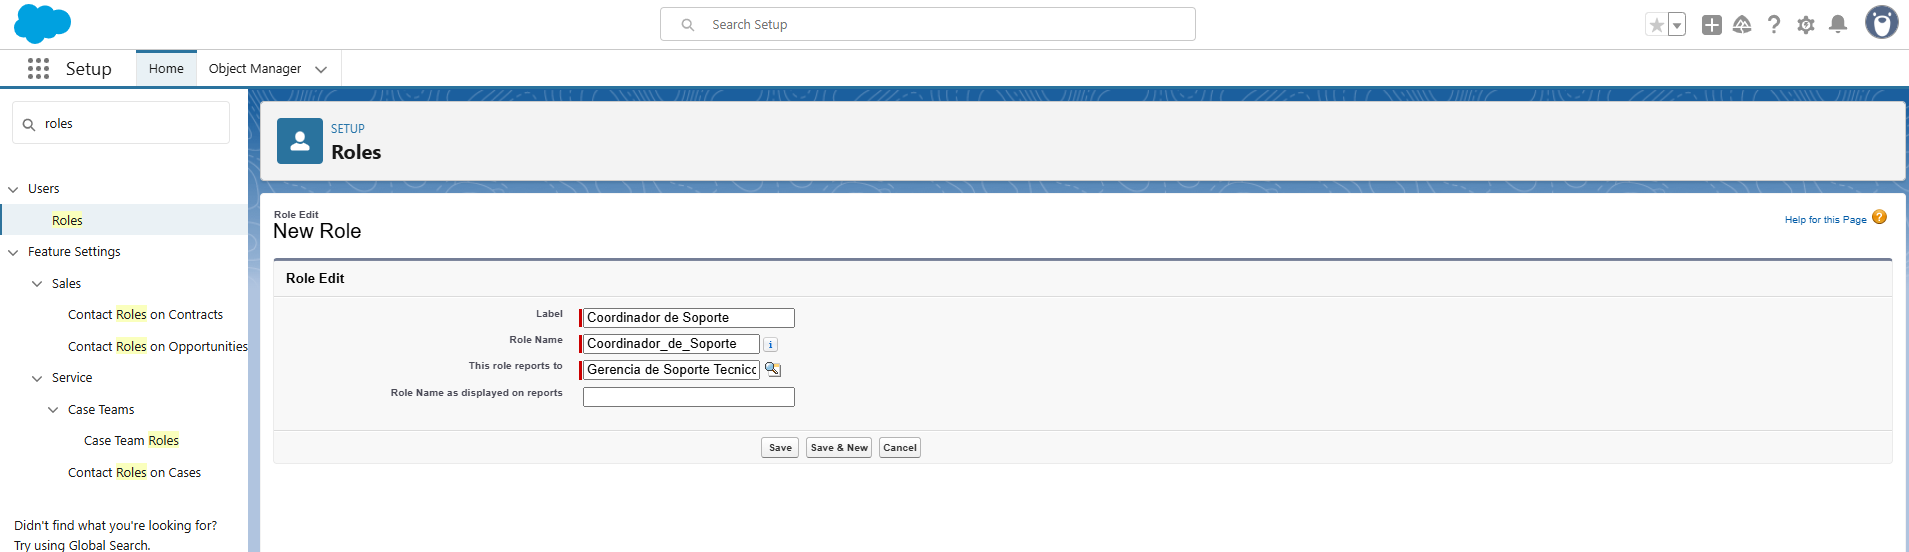 Search Setup
Setup
Home
Object Manager
roles
Users
Roles
Feature Settings
Sales
Contact Roles on Contracts
Contact Roles on Opportunities
Service
Case Teams
Case Team Roles
Contact Roles on Cases
Didn't find what you're looking for?
Try using Global Search.
SETUP
Roles
Role Edit
New Role
Help for this Page
Role Edit
Label
Coordinador de Soporte
Role Name
Coordinador_de_Soporte
This role reports to
Gerencia de Soporte Tecnico
Role Name as displayed on reports
Save
Save & New
Cancel